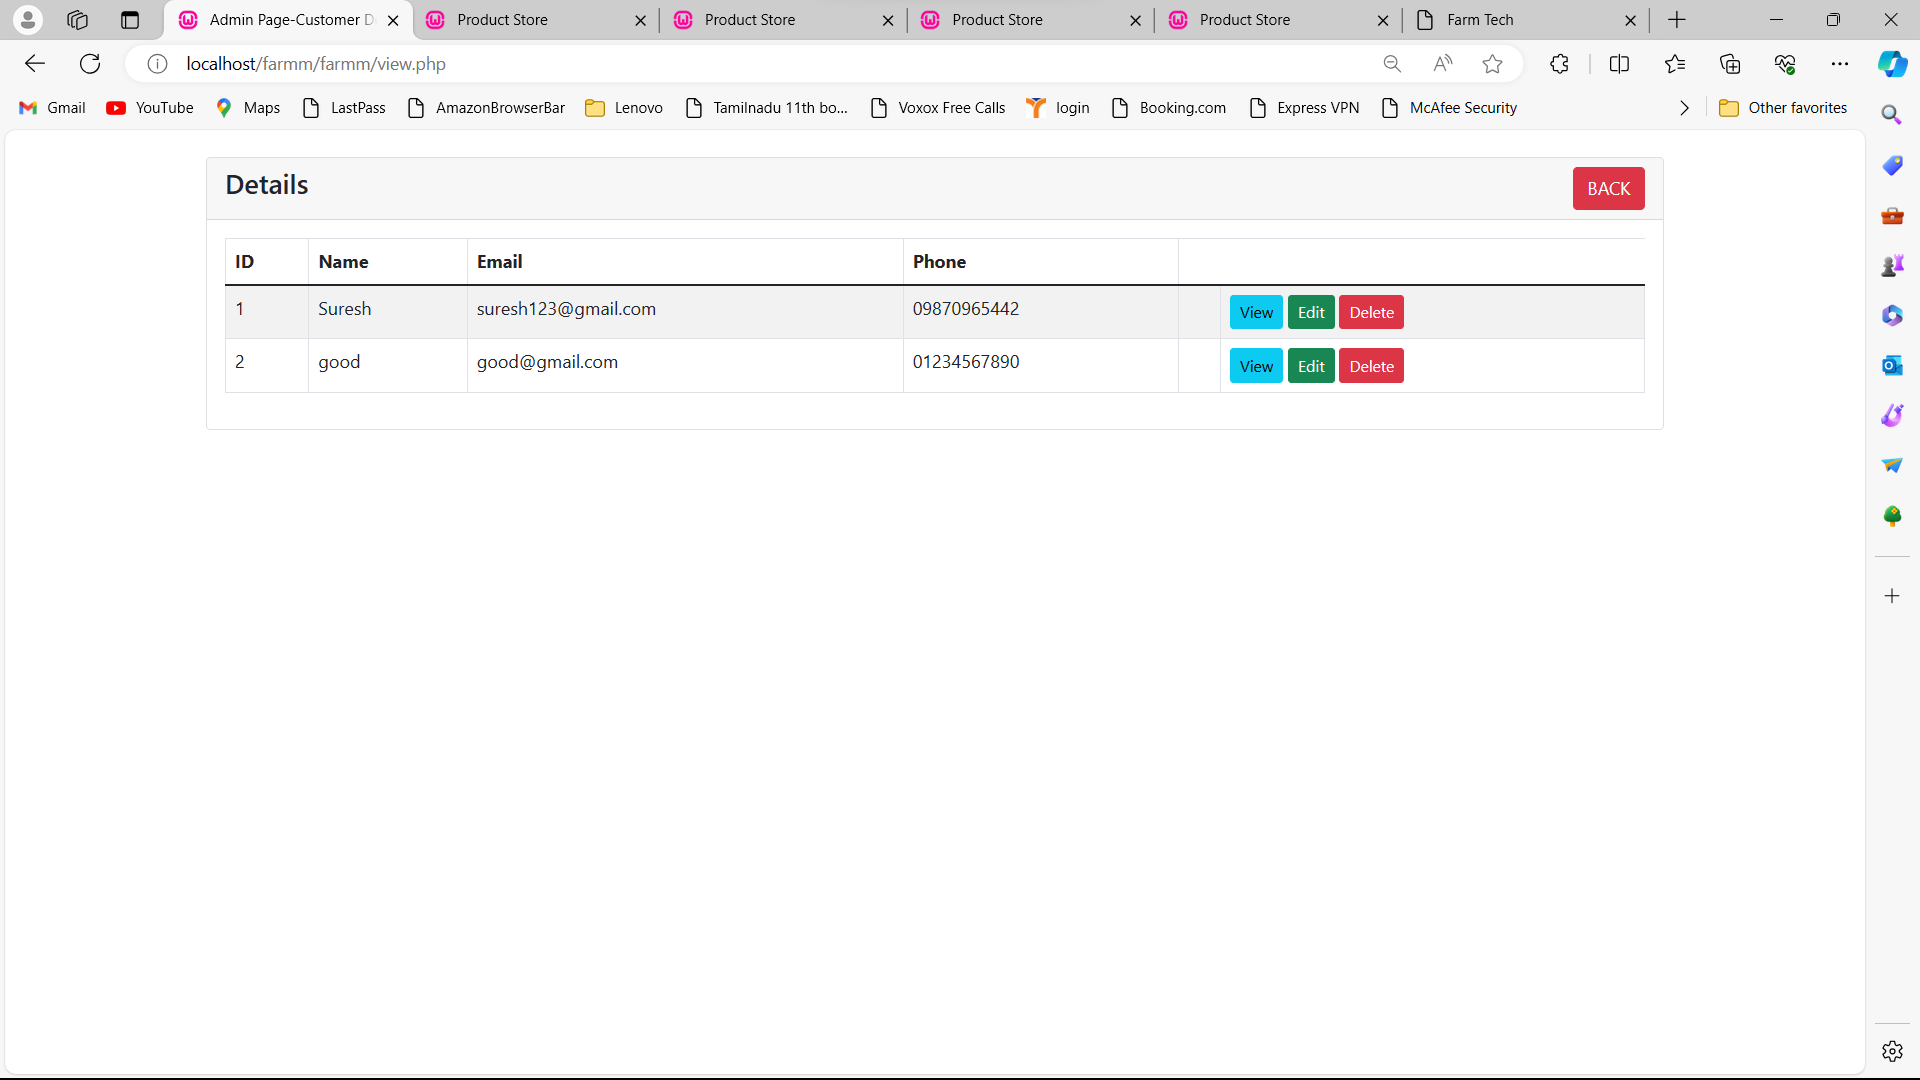 Admin Page-Customer D
Product Store
Product Store
Product Store
Product Store
Farm Tech
localhost/farmm/farmm/view.php
Gmail
YouTube
Maps
LastPass
AmazonBrowserBar
Lenovo
Tamilnadu 11th bo...
Voxox Free Calls
login
Booking.com
Express VPN
McAfee Security
Other favorites
Details
BACK
ID Name Email Phone
1 Suresh suresh123@gmail.com 09870965442 View Edit Delete
2 good good@gmail.com 01234567890 View Edit Delete